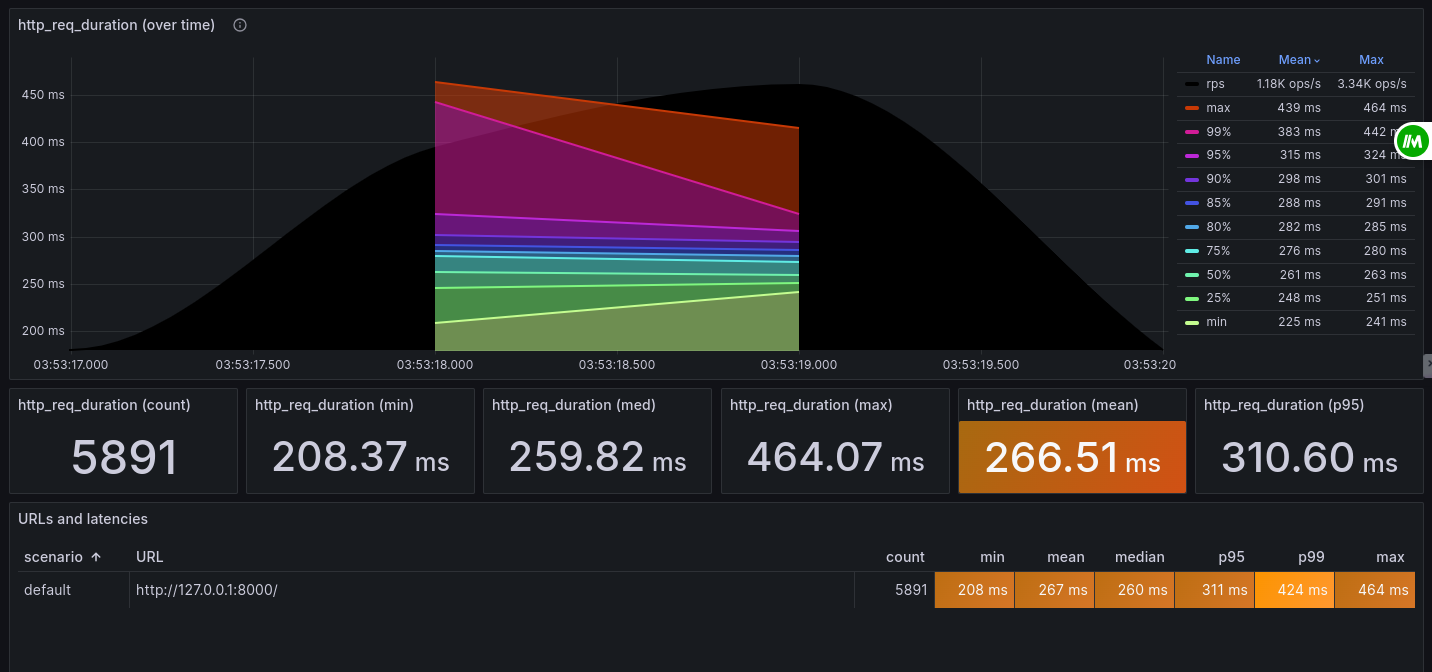 http_req_duration (over time)
450 ms
400 ms
350 ms
300 ms
250 ms
200 ms
03:53:17.000 03:53:17.500 03:53:18.000 03:53:18.500 03:53:19.000 03:53:19.500 03:53:20
Name Mean Max
rps 1.18K ops/s 3.34K ops/s
max 439 ms 464 ms
99% 383 ms 442 m
95% 315 ms 324 ms
90% 298 ms 301 ms
85% 288 ms 291 ms
80% 282 ms 285 ms
75% 276 ms 280 ms
50% 261 ms 263 ms
25% 248 ms 251 ms
min 225 ms 241 ms
http_req_duration (count) http_req_duration (min) http_req_duration (med) http_req_duration (max) http_req_duration (mean) http_req_duration (p95)
5891 208.37 ms 259.82 ms 464.07 ms 266.51 ms 310.60 ms
URLs and latencies
scenario URL count min mean median p95 p99 max
default http://127.0.0.1:8000/ 5891 208 ms 267 ms 260 ms 311 ms 424 ms 464 ms